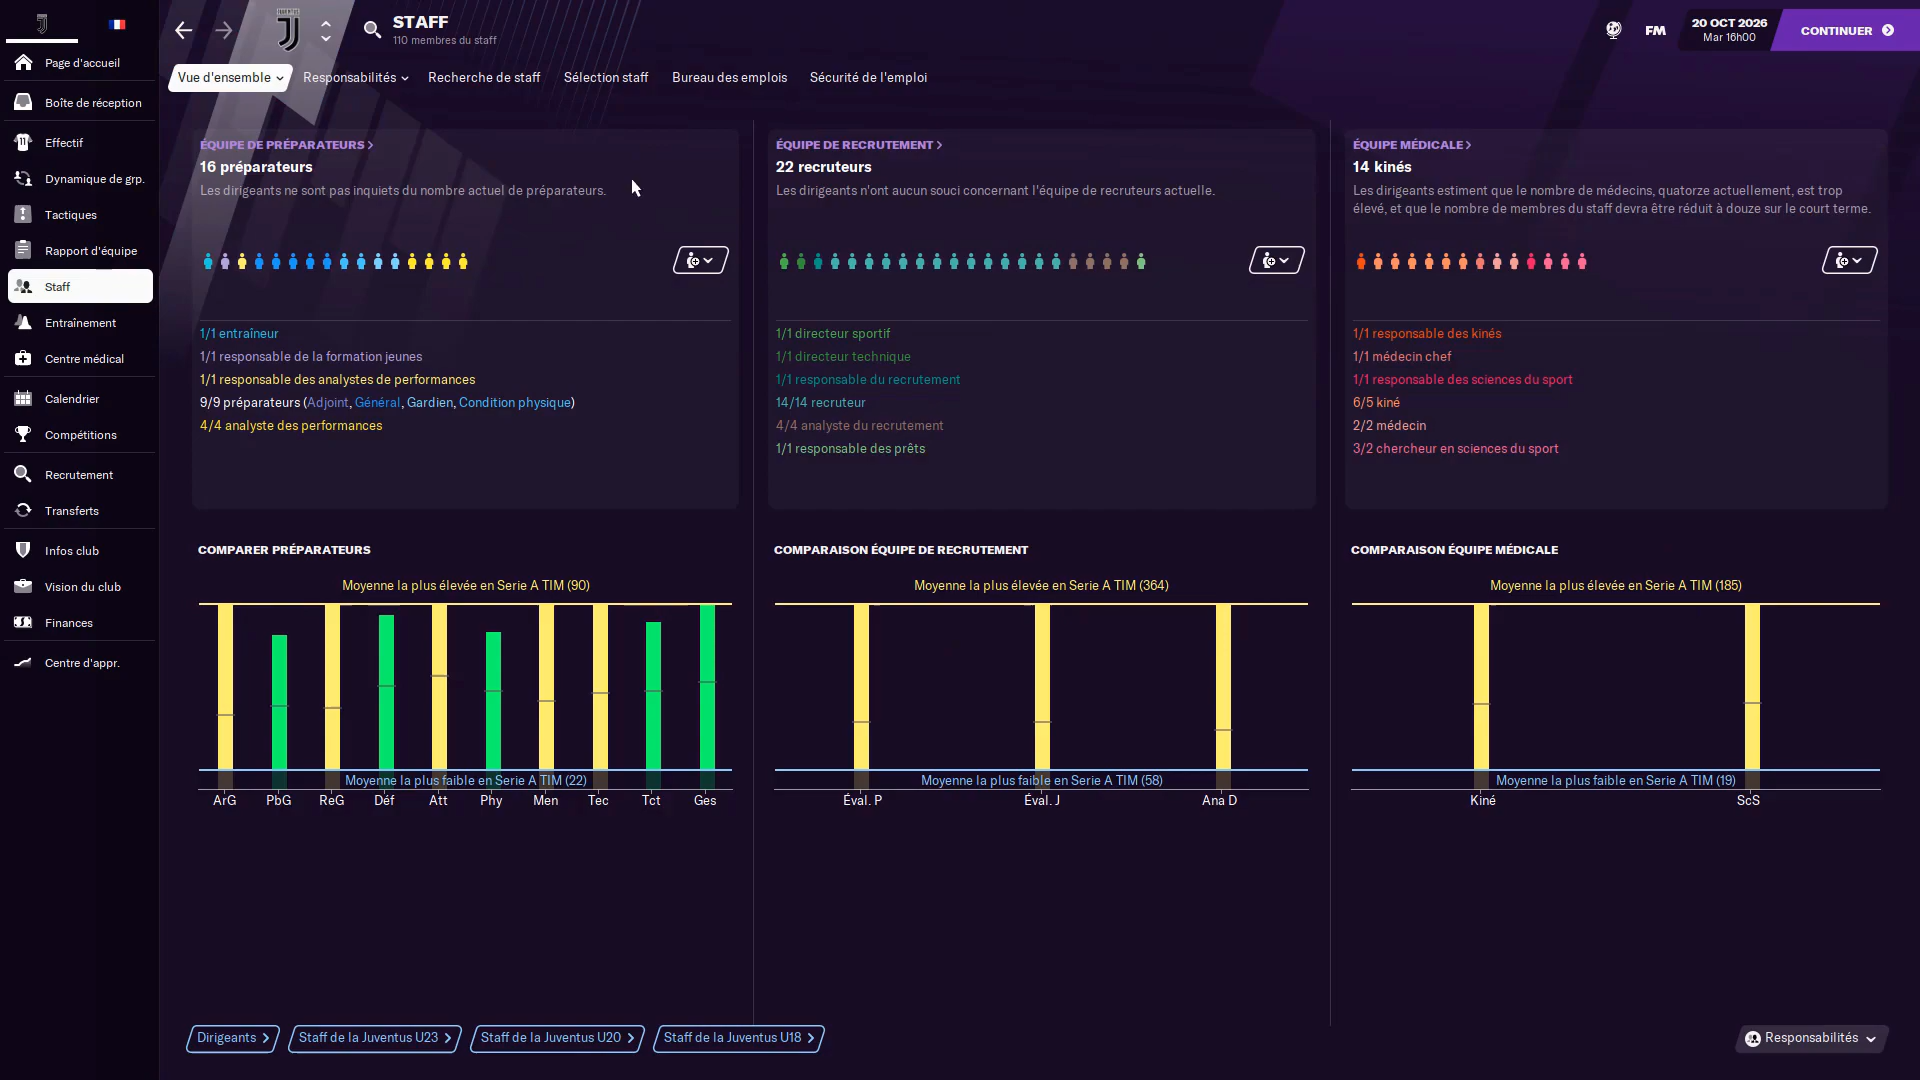 STAFF
110 membres du staff
FM
20 OCT 2026
Mar 16h00
CONTINUER
Page d'accueil
Boîte de réception
Effectif
Dynamique de grp.
Tactiques
Rapport d'équipe
Staff
Entraînement
Centre médical
Calendrier
Compétitions
Recrutement
Transferts
Infos club
Vision du club
Finances
Centre d'appr.
Vue d'ensemble
Responsabilités
Recherche de staff
Sélection staff
Bureau des emplois
Sécurité de l'emploi
ÉQUIPE DE PRÉPARATEURS
16 préparateurs
Les dirigeants ne sont pas inquiets du nombre actuel de préparateurs.
1/1 entraîneur
1/1 responsable de la formation jeunes
1/1 responsable des analystes de performances
9/9 préparateurs (Adjoint, Général, Gardien, Condition physique)
4/4 analyste des performances
ÉQUIPE DE RECRUTEMENT
22 recruteurs
Les dirigeants n'ont aucun souci concernant l'équipe de recruteurs actuelle.
1/1 directeur sportif
1/1 directeur technique
1/1 responsable du recrutement
14/14 recruteur
4/4 analyste du recrutement
1/1 responsable des prêts
ÉQUIPE MÉDICALE
14 kinés
Les dirigeants estiment que le nombre de médecins, quatorze actuellement, est trop
élevé, et que le nombre de membres du staff devra être réduit à douze sur le court terme.
1/1 responsable des kinés
1/1 médecin chef
1/1 responsable des sciences du sport
6/5 kiné
2/2 médecin
3/2 chercheur en sciences du sport
COMPARER PRÉPARATEURS
Moyenne la plus élevée en Serie A TIM (90)
Moyenne la plus faible en Serie A TIM (22)
ArG PbG ReG Déf Att Phy Men Tec Tct Ges
COMPARAISON ÉQUIPE DE RECRUTEMENT
Moyenne la plus élevée en Serie A TIM (364)
Moyenne la plus faible en Serie A TIM (58)
Éval. P Éval. J Ana D
COMPARAISON ÉQUIPE MÉDICALE
Moyenne la plus élevée en Serie A TIM (185)
Moyenne la plus faible en Serie A TIM (19)
Kiné ScS
Dirigeants
Staff de la Juventus U23
Staff de la Juventus U20
Staff de la Juventus U18
Responsabilités